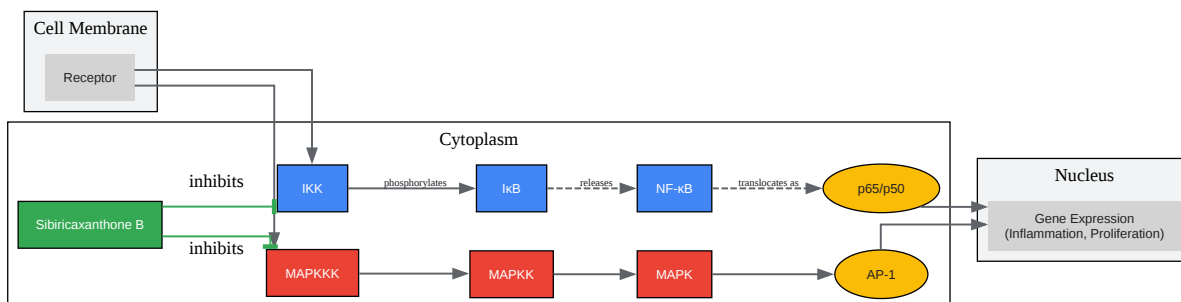 Cell Membrane
Receptor
Cytoplasm
inhibits
IKK
phosphorylates
IκB
releases
NF-κB
translocates as
p65/p50
Sibiricaxanthone B
inhibits
MAPKKK
MAPKK
MAPK
AP-1
Nucleus
Gene Expression
(Inflammation, Proliferation)